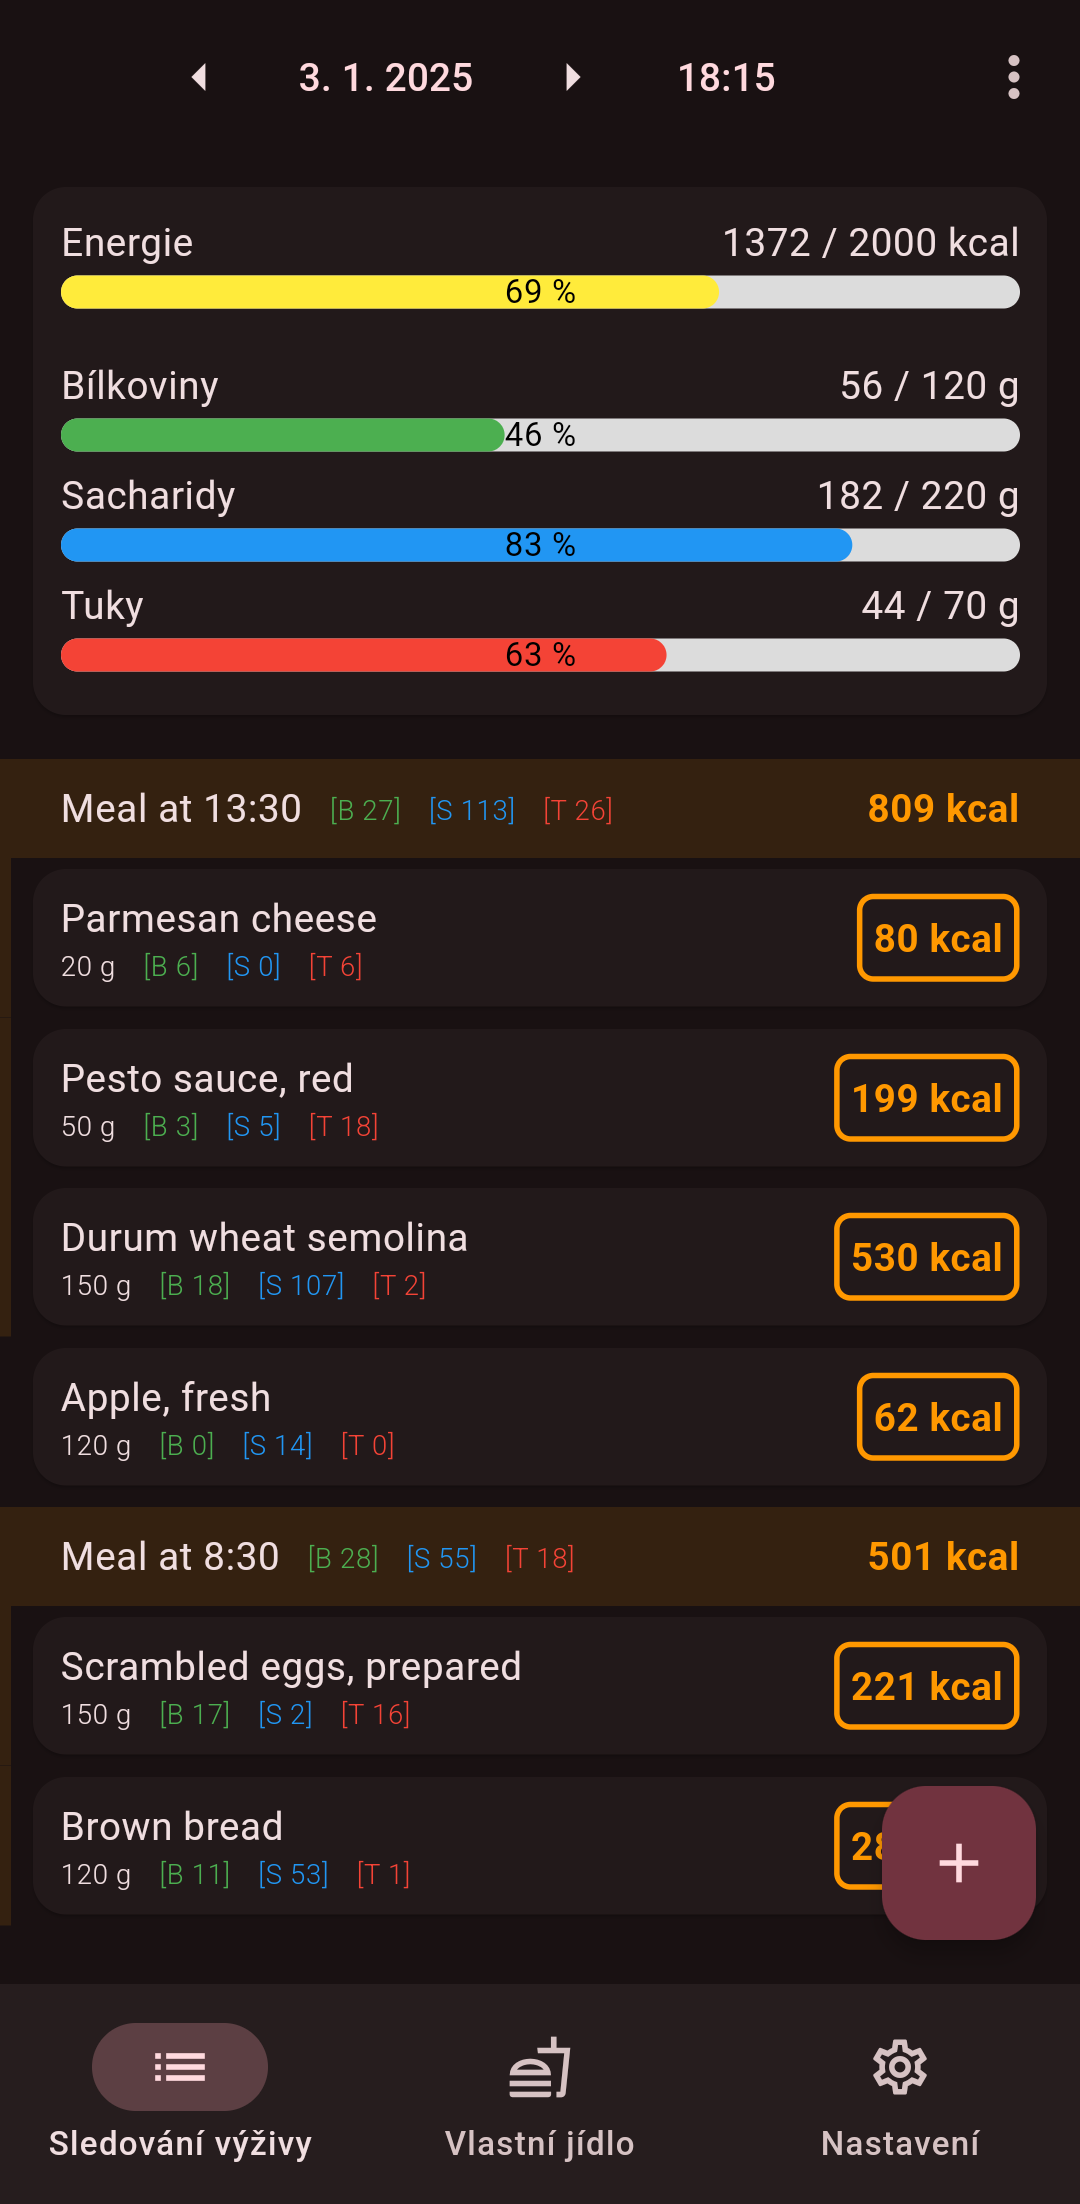 3. 1. 2025 18:15
Energie 1372 / 2000 kcal
69 %
Bílkoviny 56 / 120 g
46 %
Sacharidy 182 / 220 g
83 %
Tuky 44 / 70 g
63 %
Meal at 13:30 [B 27] [S 113] [T 26] 809 kcal
Parmesan cheese
20 g [B 6] [S 0] [T 6] 80 kcal
Pesto sauce, red
50 g [B 3] [S 5] [T 18] 199 kcal
Durum wheat semolina
150 g [B 18] [S 107] [T 2] 530 kcal
Apple, fresh
120 g [B 0] [S 14] [T 0] 62 kcal
Meal at 8:30 [B 28] [S 55] [T 18] 501 kcal
Scrambled eggs, prepared
150 g [B 17] [S 2] [T 16] 221 kcal
Brown bread
120 g [B 11] [S 53] [T 1]
Sledování výživy Vlastní jídlo Nastavení